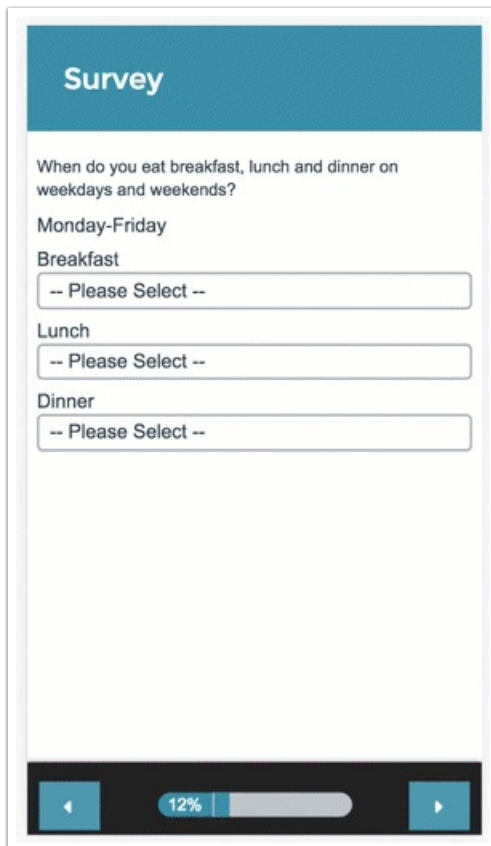 Survey
When do you eat breakfast, lunch and dinner on
weekdays and weekends?
Monday-Friday
Breakfast
-- Please Select --
Lunch
-- Please Select --
Dinner
-- Please Select --
12%